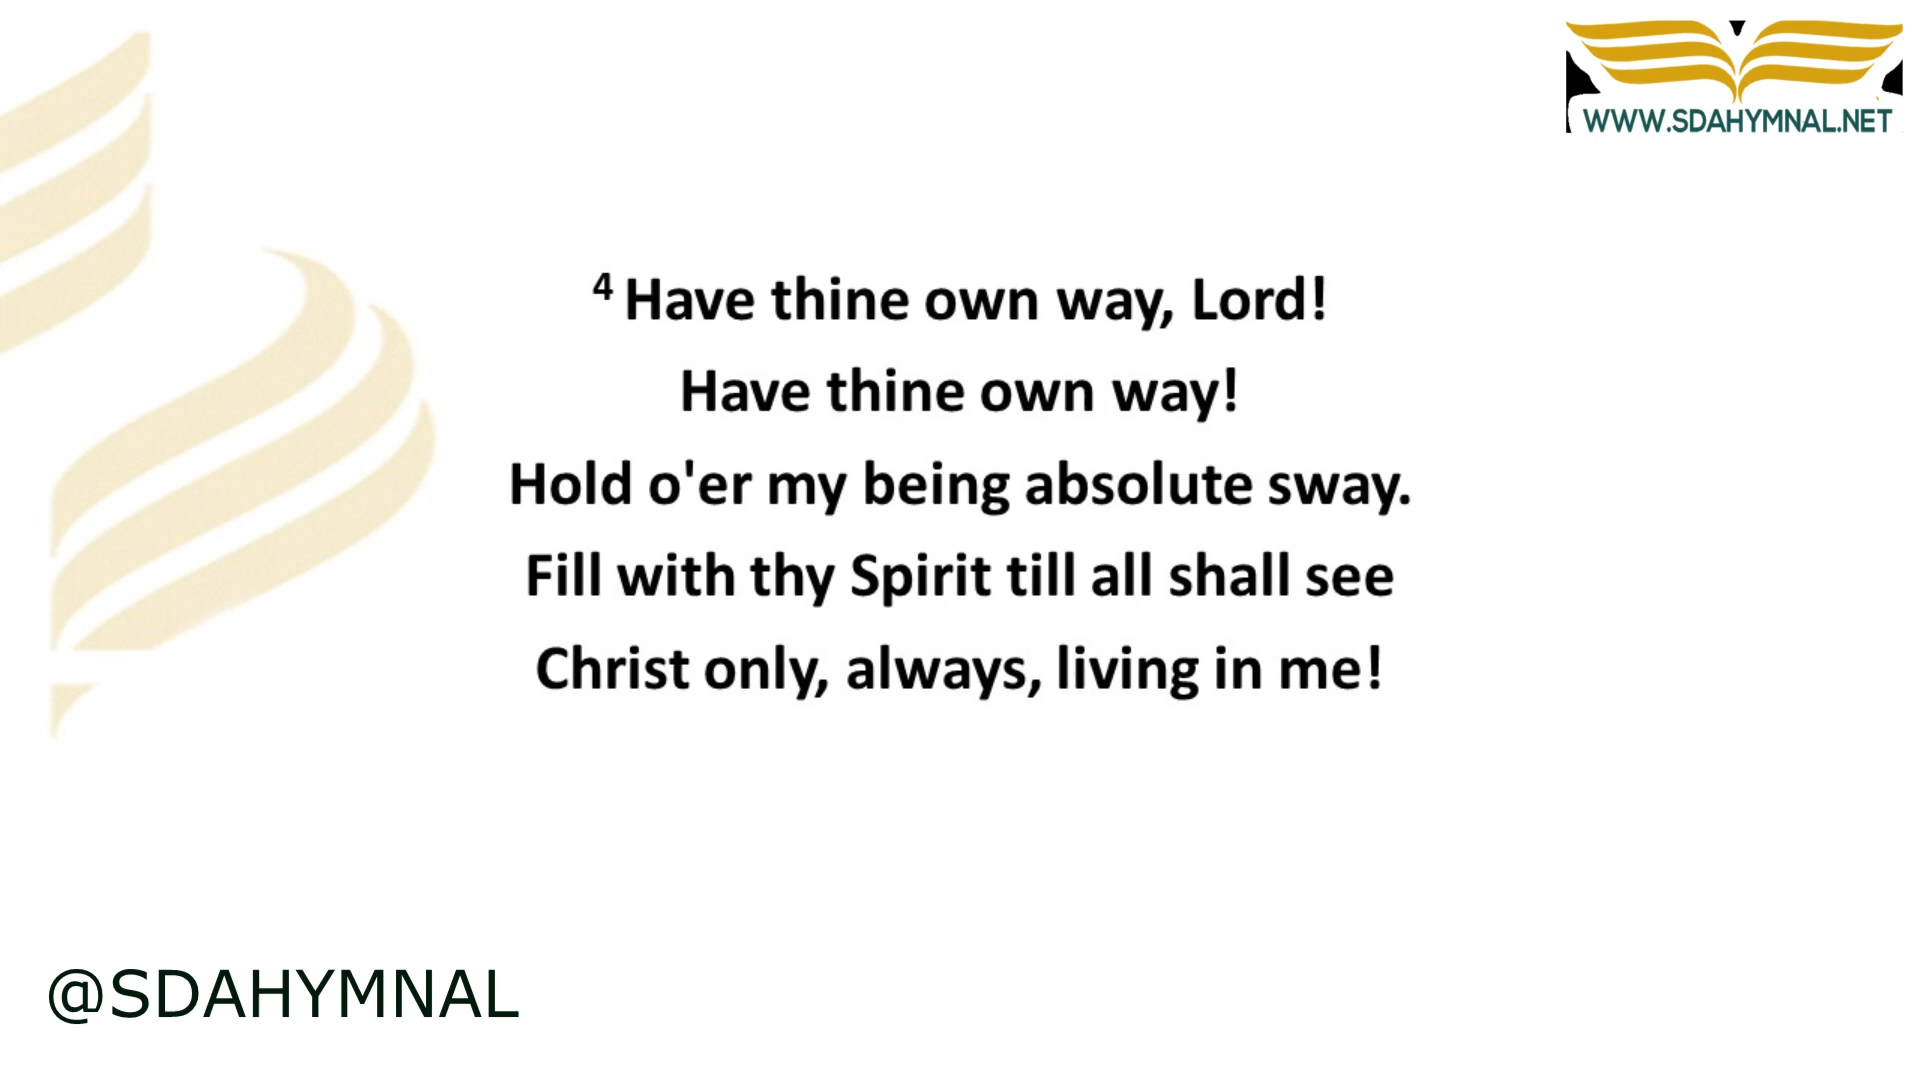 WWW.SDAHYMNAL.NET
4 Have thine own way, Lord!
Have thine own way!
Hold o'er my being absolute sway.
Fill with thy Spirit till all shall see
Christ only, always, living in me!
@SDAHYMNAL